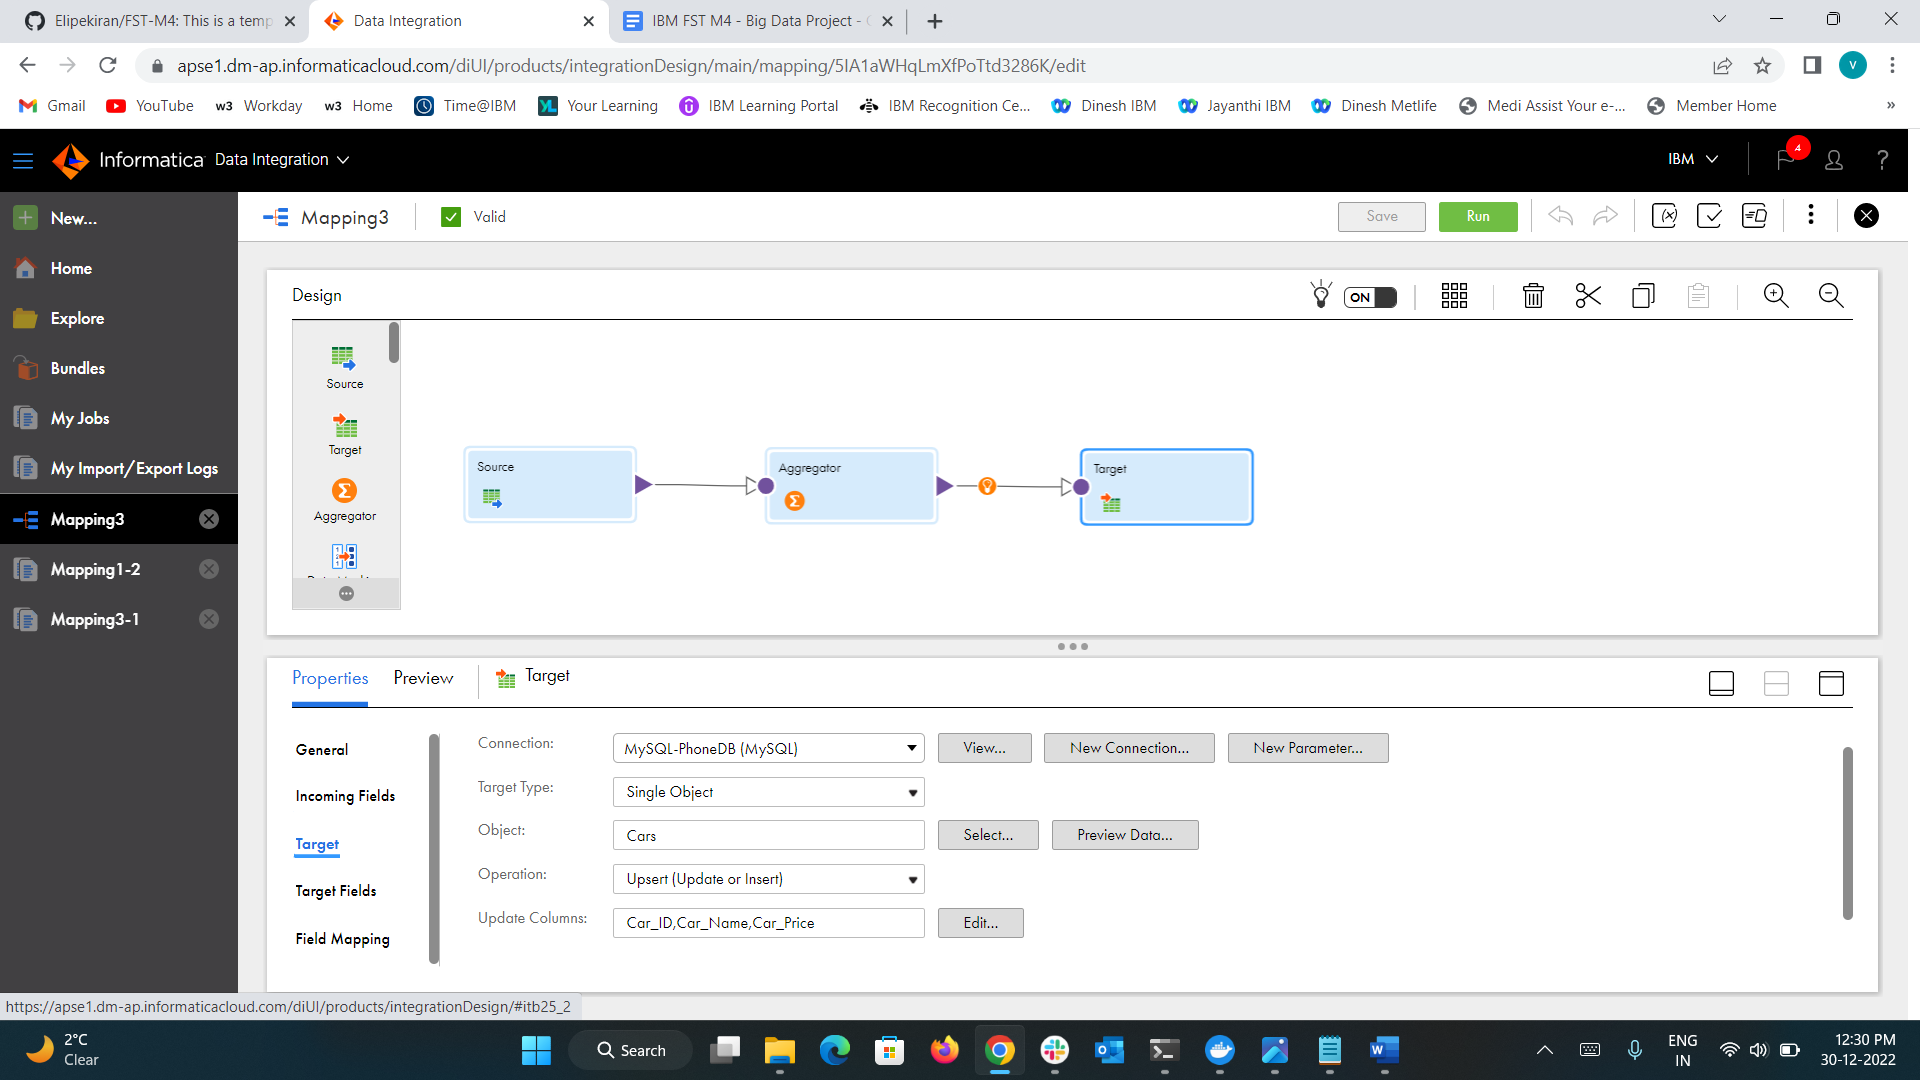 Elipekiran/FST-M4: This is a temp
Data Integration
IBM FST M4 - Big Data Project -
apse1.dm-ap.informaticacloud.com/diUI/products/integrationDesign/main/mapping/5IA1aWHqLmXfPoTtd3286K/edit
V
Gmail
YouTube
w3 Workday
w3 Home
Time@IBM
YL Your Learning
IBM Learning Portal
IBM Recognition Ce...
Dinesh IBM
Jayanthi IBM
Dinesh Metlife
Medi Assist Your e-...
Member Home
»
Informatica Data Integration
IBM
4
?
New...
Home
Explore
Bundles
My Jobs
My Import/Export Logs
Mapping3
Mapping1-2
Mapping3-1
Mapping3
Valid
Save
Run
Design
ON
Source
Target
Aggregator
Source
Aggregator
Target
Properties
Preview
Target
General
Incoming Fields
Target
Target Fields
Field Mapping
Connection:
MySQL-PhoneDB (MySQL)
View...
New Connection...
New Parameter...
Target Type:
Single Object
Object:
Cars
Select...
Preview Data...
Operation:
Upsert (Update or Insert)
Update Columns:
Car_ID,Car_Name,Car_Price
Edit...
https://apse1.dm-ap.informaticacloud.com/diUI/products/integrationDesign/#itb25_2
2°C
Clear
Search
ENG
IN
12:30 PM
30-12-2022